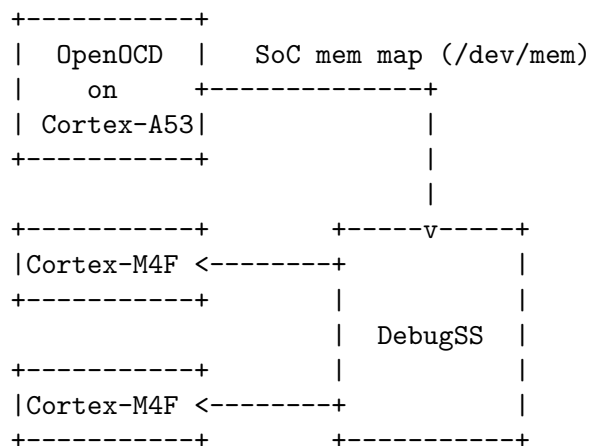 OpenOCD SoC mem map (/dev/mem)
on
Cortex-A53
v
Cortex-M4F
DebugSS
Cortex-M4F